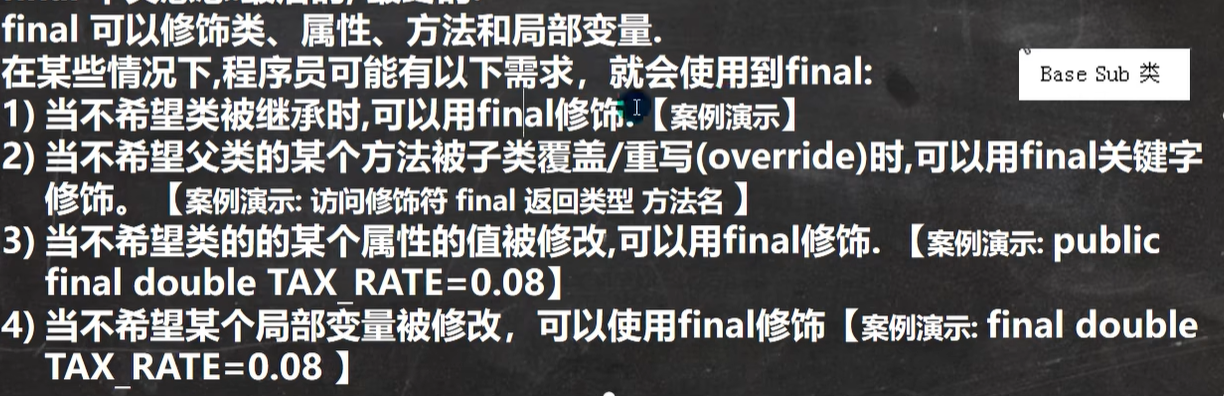 final 可以修饰类、属性、方法和局部变量.
在某些情况下,程序员可能有以下需求，就会使用到final:
Base Sub 类
1) 当不希望类被继承时,可以用final修饰.【案例演示】
2) 当不希望父类的某个方法被子类覆盖/重写(override)时,可以用final关键字
修饰。【案例演示: 访问修饰符 final 返回类型 方法名 】
3) 当不希望类的的某个属性的值被修改,可以用final修饰. 【案例演示: public
final double TAX_RATE=0.08】
4) 当不希望某个局部变量被修改，可以使用final修饰【案例演示: final double
TAX_RATE=0.08 】